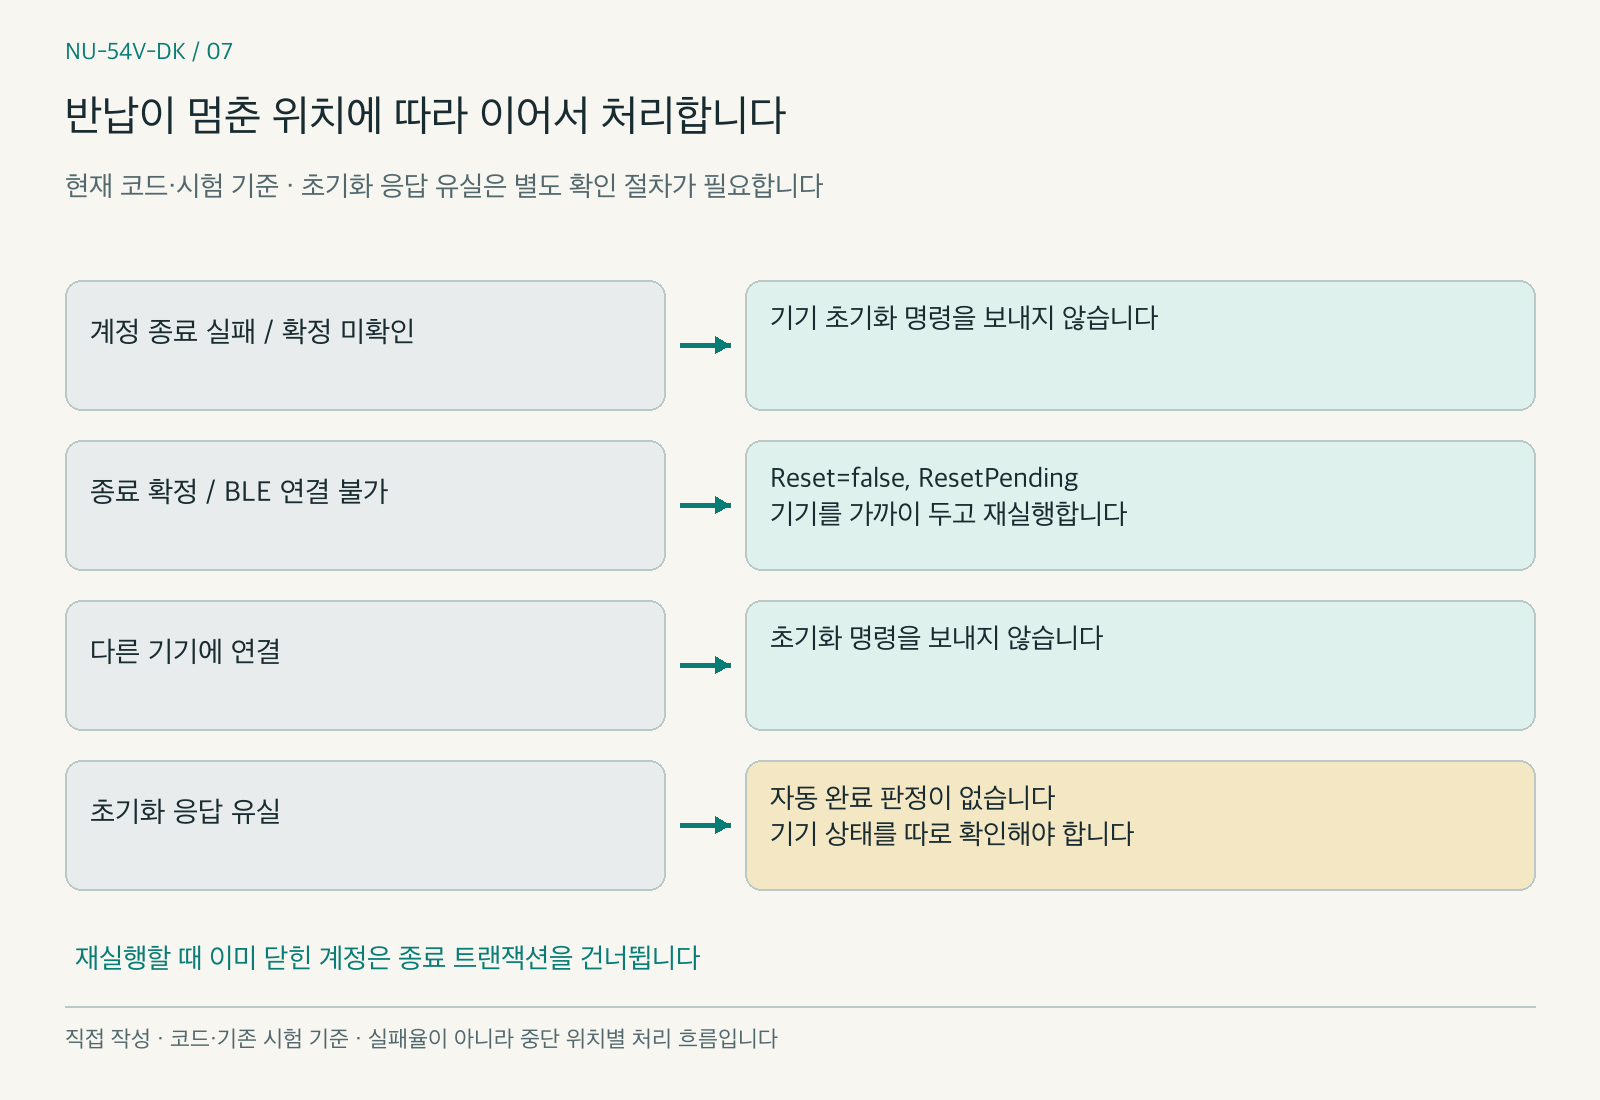 NU-54V-DK / 07
반납이 멈춘 위치에 따라 이어서 처리합니다
현재 코드·시험 기준 · 초기화 응답 유실은 별도 확인 절차가 필요합니다
계정 종료 실패 / 확정 미확인
기기 초기화 명령을 보내지 않습니다
종료 확정 / BLE 연결 불가
Reset=false, ResetPending
기기를 가까이 두고 재실행합니다
다른 기기에 연결
초기화 명령을 보내지 않습니다
초기화 응답 유실
자동 완료 판정이 없습니다
기기 상태를 따로 확인해야 합니다
재실행할 때 이미 닫힌 계정은 종료 트랜잭션을 건너뜁니다
직접 작성 · 코드·기존 시험 기준 · 실패율이 아니라 중단 위치별 처리 흐름입니다